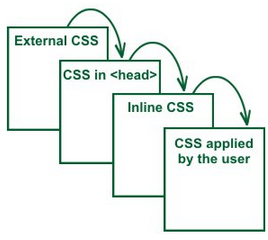 External CSS
CSS in <head>
Inline CSS
CSS applied
by the user